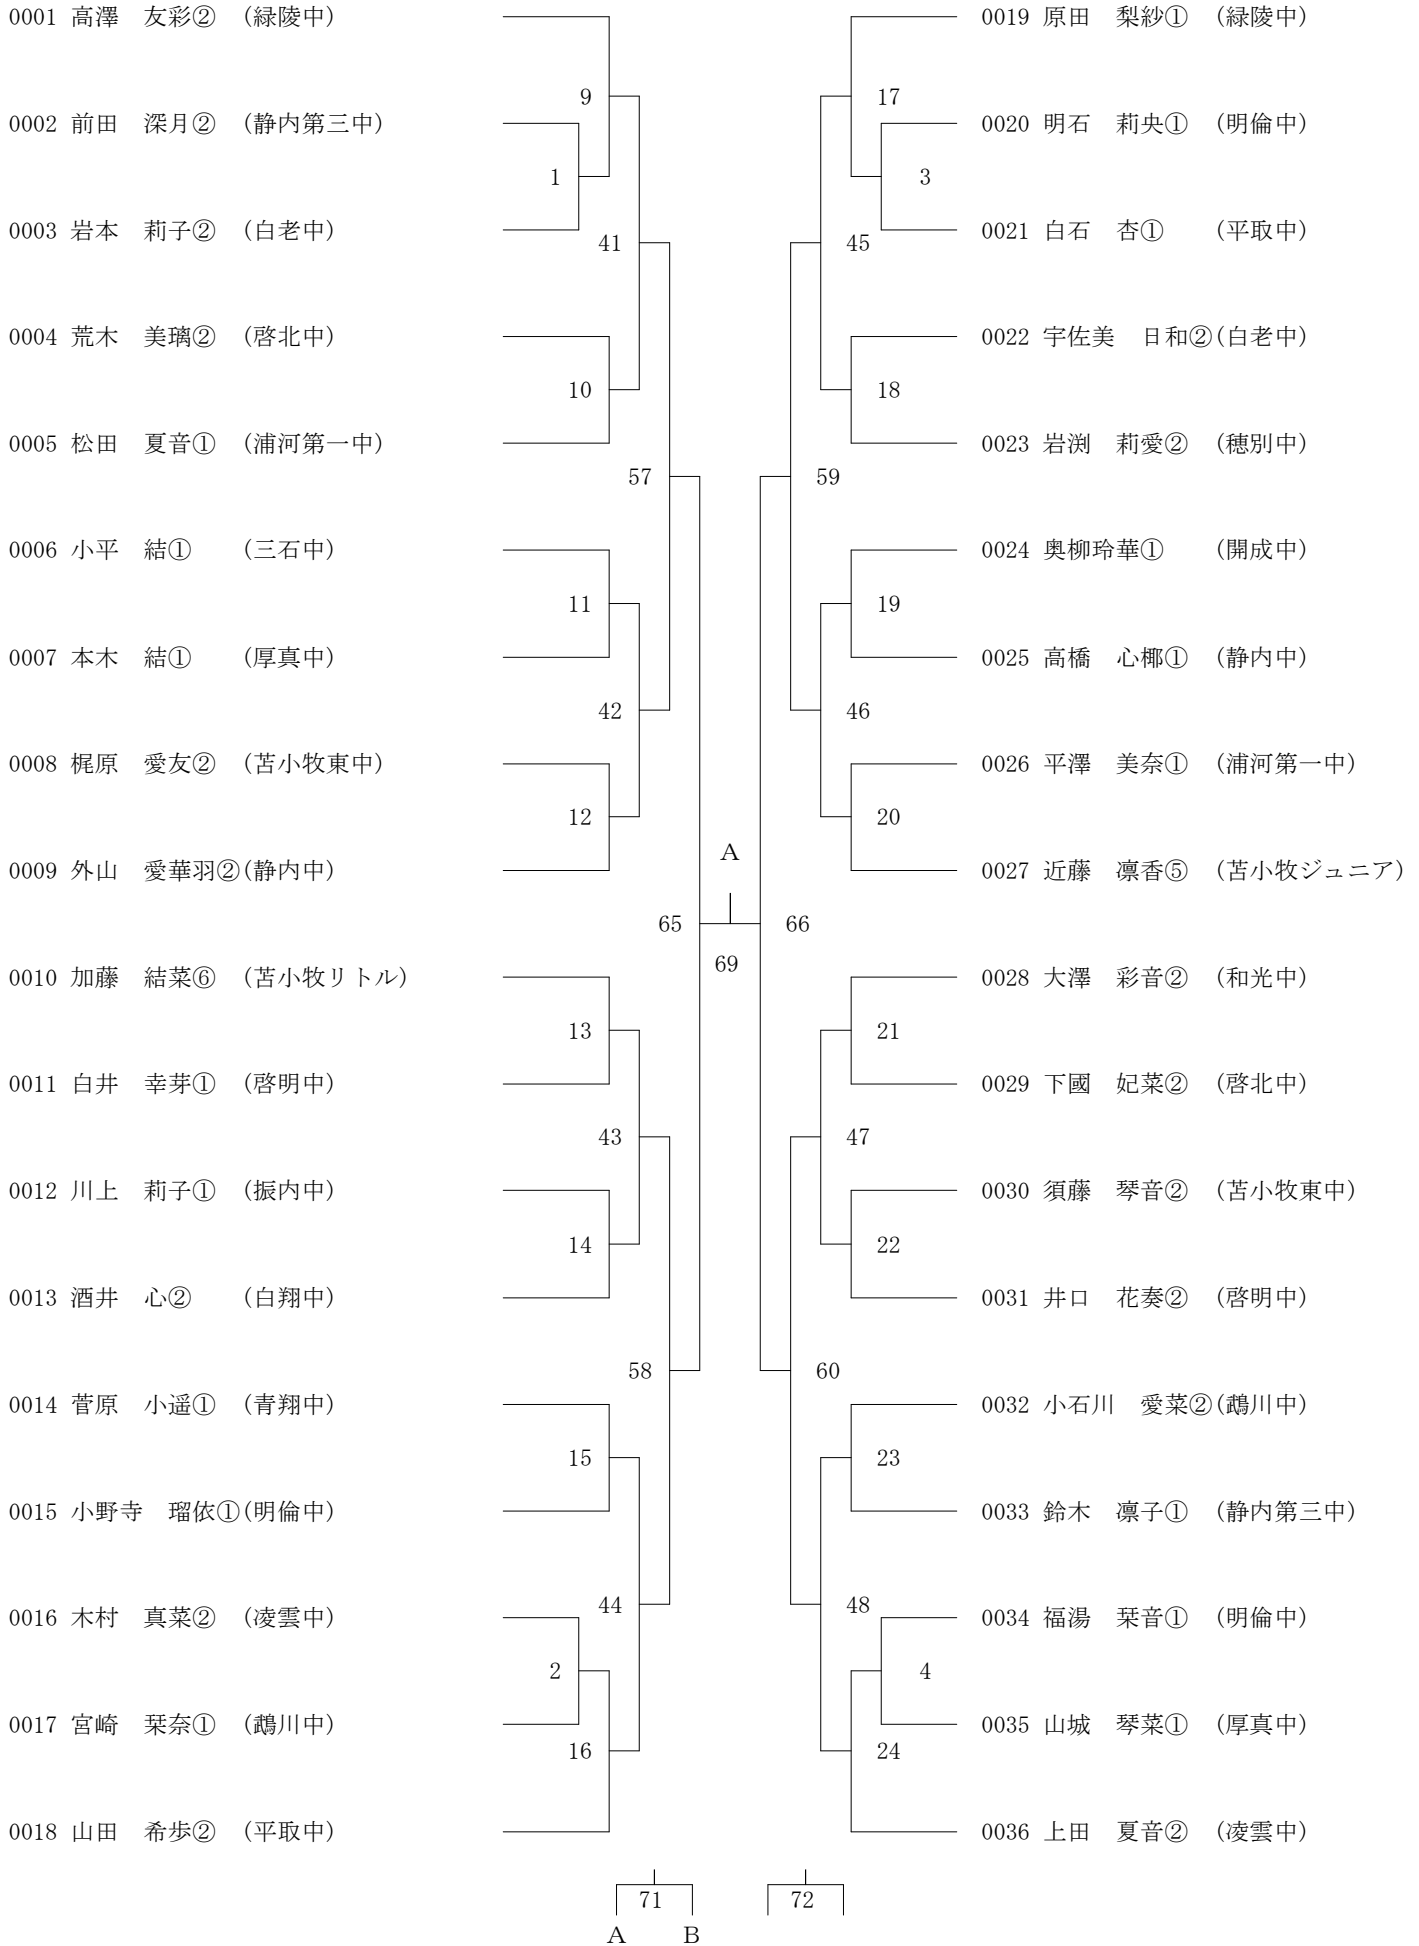 0001 高澤　友彩② (緑陵中)
0002 前田　深月② (静内第三中)
0003 岩本　莉子② (白老中)
0004 荒木　美璃② (啓北中)
0005 松田　夏音① (浦河第一中)
0006 小平　結① (三石中)
0007 本木　結① (厚真中)
0008 梶原　愛友② (苫小牧東中)
0009 外山　愛華羽②(静内中)
0010 加藤　結菜⑥ (苫小牧リトル)
0011 白井　幸芽① (啓明中)
0012 川上　莉子① (振内中)
0013 酒井　心② (白翔中)
0014 菅原　小遥① (青翔中)
0015 小野寺　瑠依①(明倫中)
0016 木村　真菜② (凌雲中)
0017 宮崎　栞奈① (鵡川中)
0018 山田　希歩② (平取中)
9
1
41
10
57
11
42
12
65
13
43
14
58
15
44
2
16
A
69
17
3
45
18
59
19
46
20
66
21
47
22
60
23
48
4
24
0019 原田　梨紗① (緑陵中)
0020 明石　莉央① (明倫中)
0021 白石　杏① (平取中)
0022 宇佐美　日和②(白老中)
0023 岩渕　莉愛② (穂別中)
0024 奥柳玲華① (開成中)
0025 高橋　心椰① (静内中)
0026 平澤　美奈① (浦河第一中)
0027 近藤　凛香⑤ (苫小牧ジュニア)
0028 大澤　彩音② (和光中)
0029 下國　妃菜② (啓北中)
0030 須藤　琴音② (苫小牧東中)
0031 井口　花奏② (啓明中)
0032 小石川　愛菜②(鵡川中)
0033 鈴木　凛子① (静内第三中)
0034 福湯　栞音① (明倫中)
0035 山城　琴菜① (厚真中)
0036 上田　夏音② (凌雲中)
71
72
A B